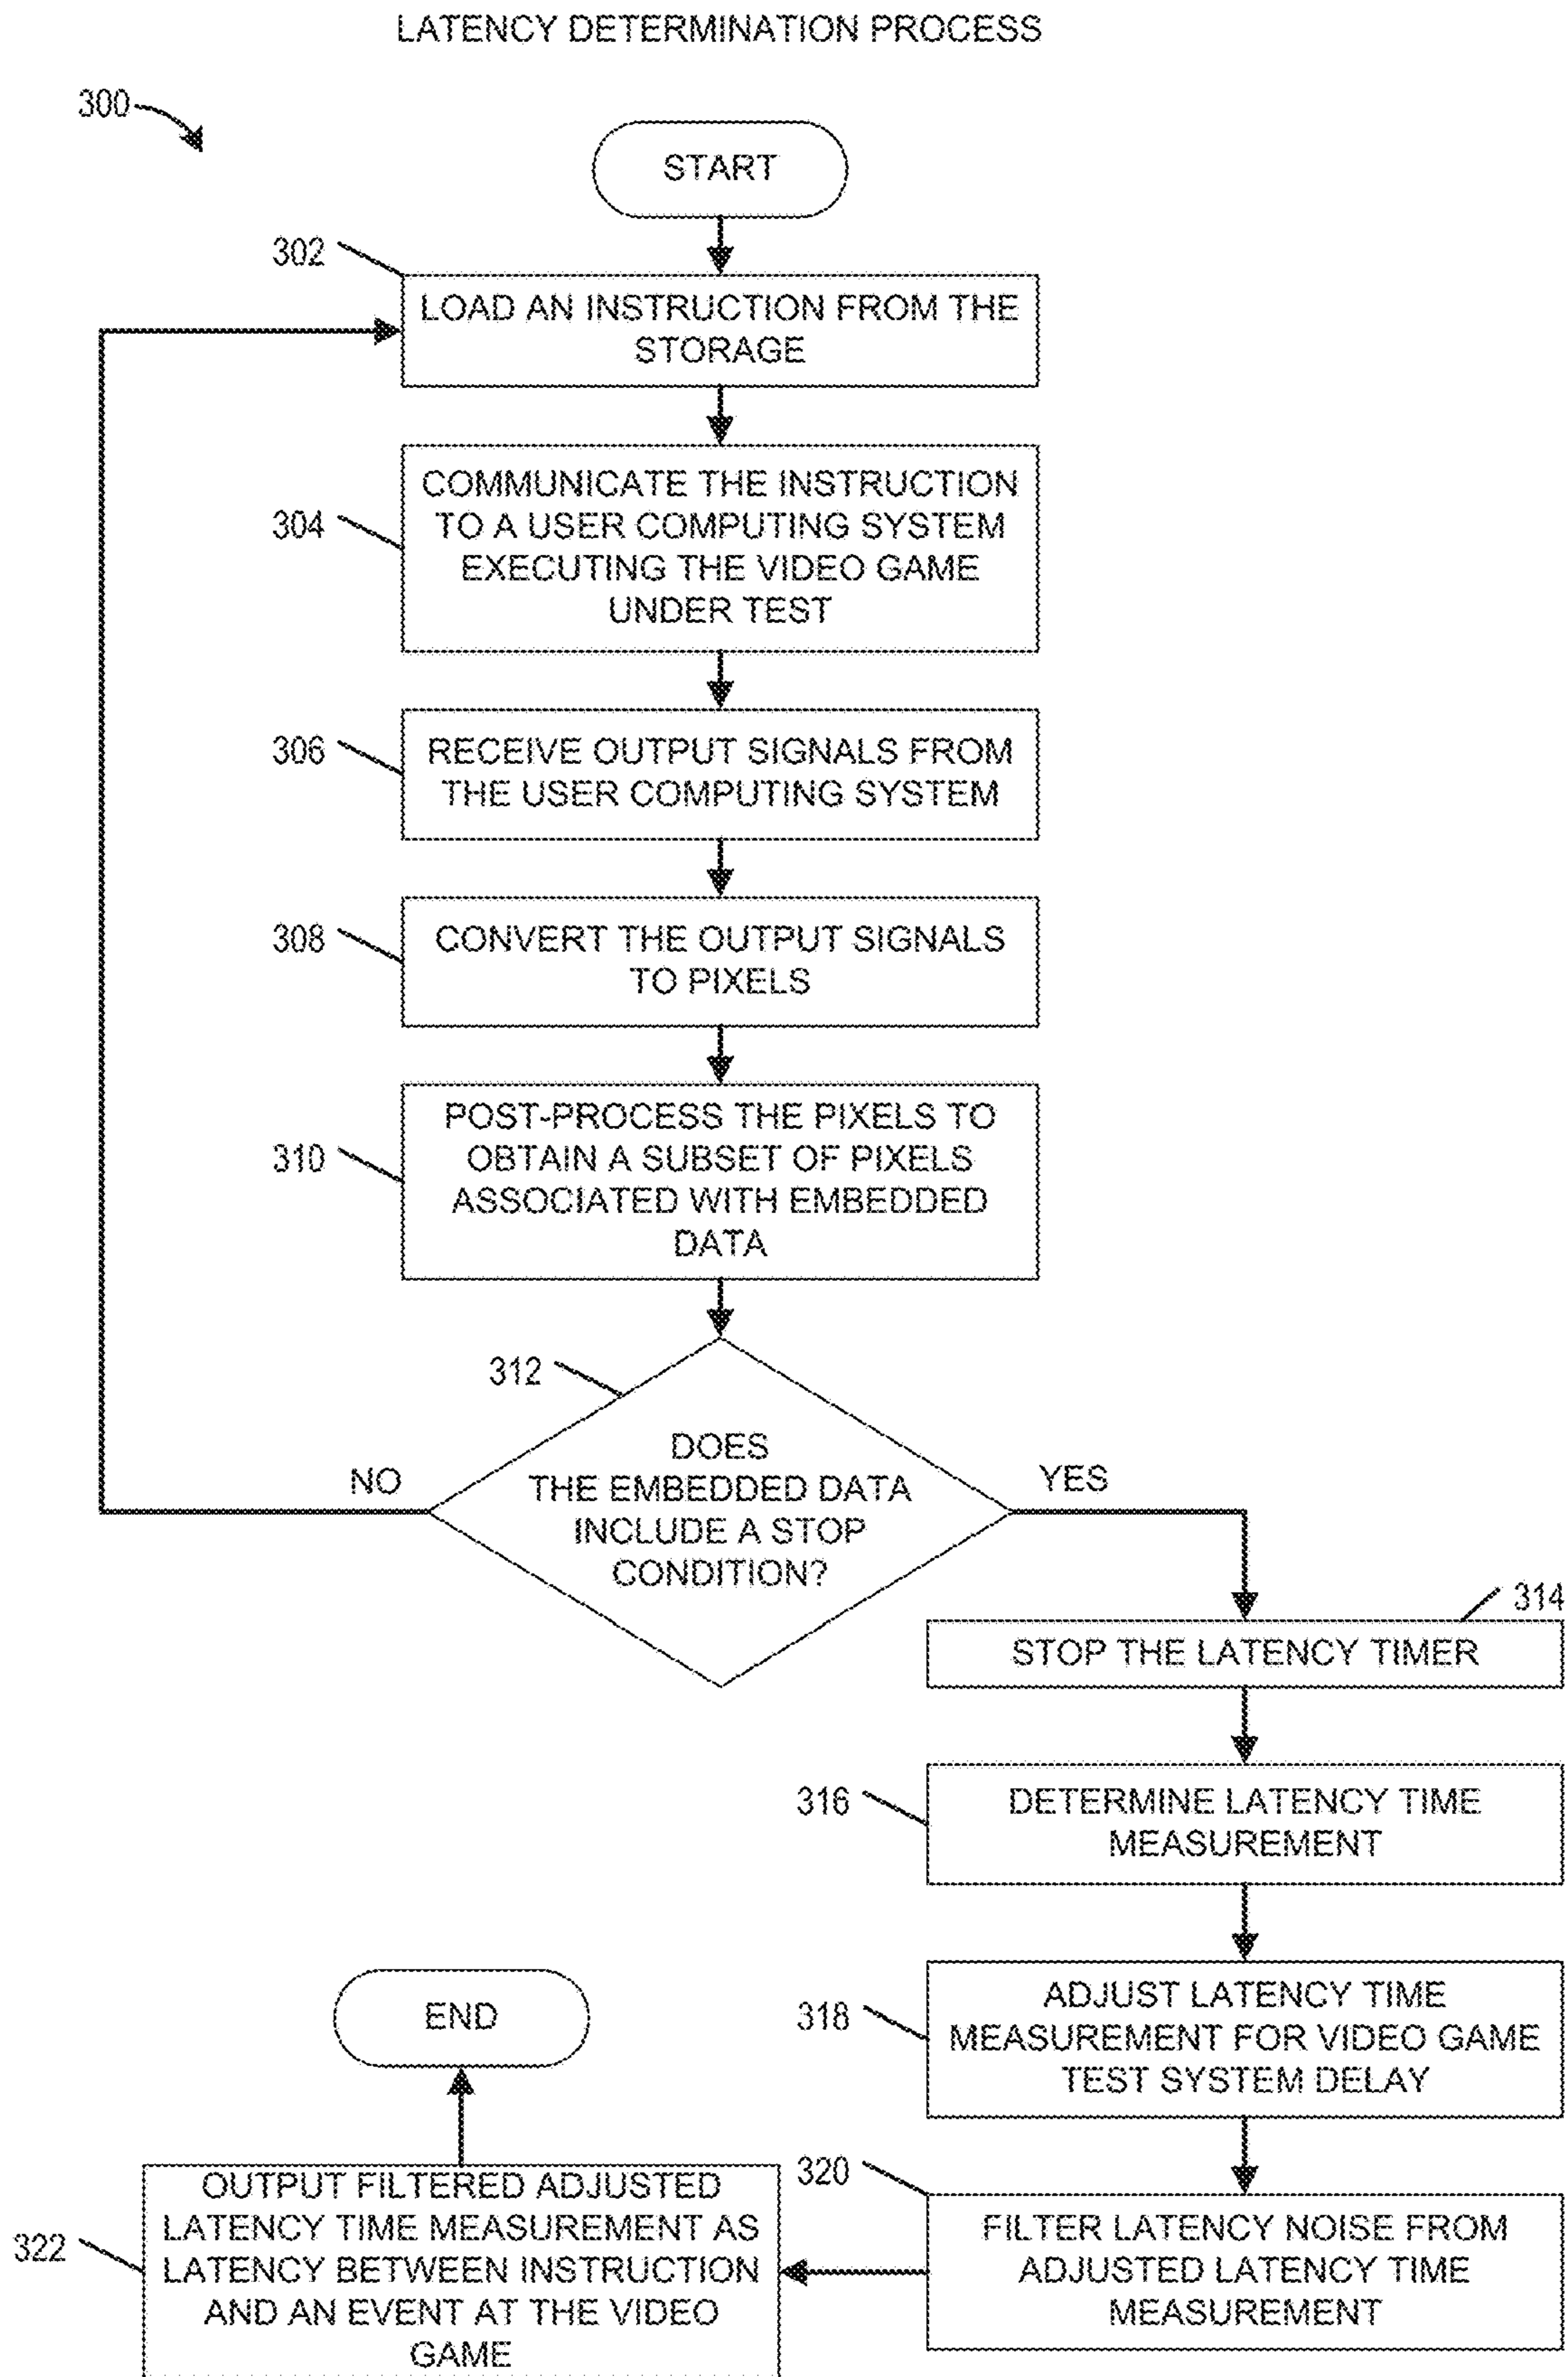 LATENCY DETERMINATION PROCESS
300
START
302
LOAD AN INSTRUCTION FROM THE
STORAGE
304
COMMUNICATE THE INSTRUCTION
TO A USER COMPUTING SYSTEM
EXECUTING THE VIDEO GAME
UNDER TEST
306
RECEIVE OUTPUT SIGNALS FROM
THE USER COMPUTING SYSTEM
308
CONVERT THE OUTPUT SIGNALS
TO PIXELS
310
POST-PROCESS THE PIXELS TO
OBTAIN A SUBSET OF PIXELS
ASSOCIATED WITH EMBEDDED
DATA
312
DOES
THE EMBEDDED DATA
INCLUDE A STOP
CONDITION?
NO
YES
314
STOP THE LATENCY TIMER
316
DETERMINE LATENCY TIME
MEASUREMENT
318
ADJUST LATENCY TIME
MEASUREMENT FOR VIDEO GAME
TEST SYSTEM DELAY
320
FILTER LATENCY NOISE FROM
ADJUSTED LATENCY TIME
MEASUREMENT
322
OUTPUT FILTERED ADJUSTED
LATENCY TIME MEASUREMENT AS
LATENCY BETWEEN INSTRUCTION
AND AN EVENT AT THE VIDEO
GAME
END